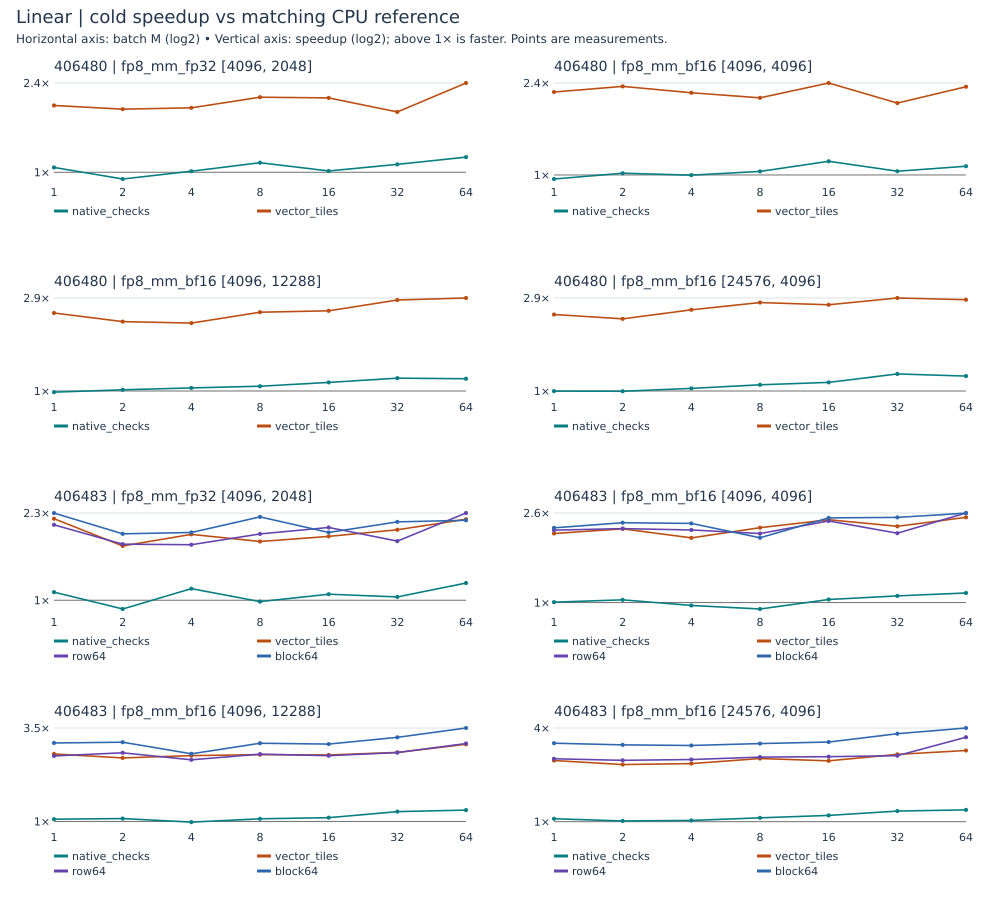 Linear | cold speedup vs matching CPU reference
Horizontal axis: batch M (log2) • Vertical axis: speedup (log2); above 1× is faster. Points are measurements.
406480 | fp8_mm_fp32 [4096, 2048]
2.4×
1×
1 2 4 8 16 32 64
native_checks vector_tiles
406480 | fp8_mm_bf16 [4096, 4096]
2.4×
1×
1 2 4 8 16 32 64
native_checks vector_tiles
406480 | fp8_mm_bf16 [4096, 12288]
2.9×
1×
1 2 4 8 16 32 64
native_checks vector_tiles
406480 | fp8_mm_bf16 [24576, 4096]
2.9×
1×
1 2 4 8 16 32 64
native_checks vector_tiles
406483 | fp8_mm_fp32 [4096, 2048]
2.3×
1×
1 2 4 8 16 32 64
native_checks vector_tiles
row64 block64
406483 | fp8_mm_bf16 [4096, 4096]
2.6×
1×
1 2 4 8 16 32 64
native_checks vector_tiles
row64 block64
406483 | fp8_mm_bf16 [4096, 12288]
3.5×
1×
1 2 4 8 16 32 64
native_checks vector_tiles
row64 block64
406483 | fp8_mm_bf16 [24576, 4096]
4×
1×
1 2 4 8 16 32 64
native_checks vector_tiles
row64 block64